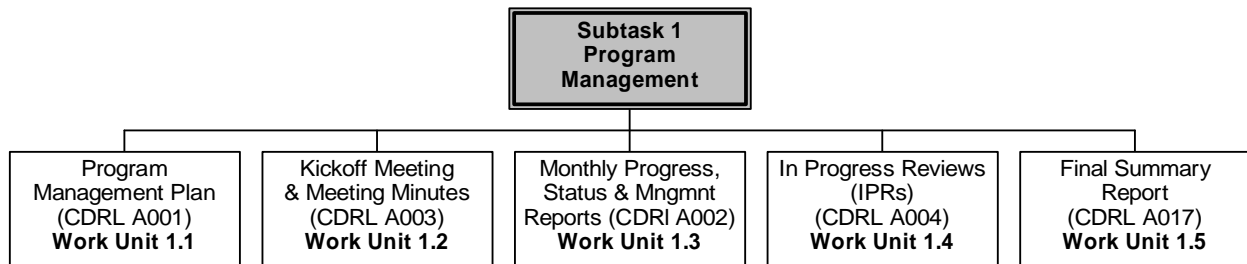 Subtask 1
Program
Management
Program
Management Plan
(CDRL A001)
Work Unit 1.1
Kickoff Meeting
& Meeting Minutes
(CDRL A003)
Work Unit 1.2
Monthly Progress,
Status & Mngmnt
Reports (CDRl A002)
Work Unit 1.3
In Progress Reviews
(IPRs)
(CDRL A004)
Work Unit 1.4
Final Summary
Report
(CDRL A017)
Work Unit 1.5